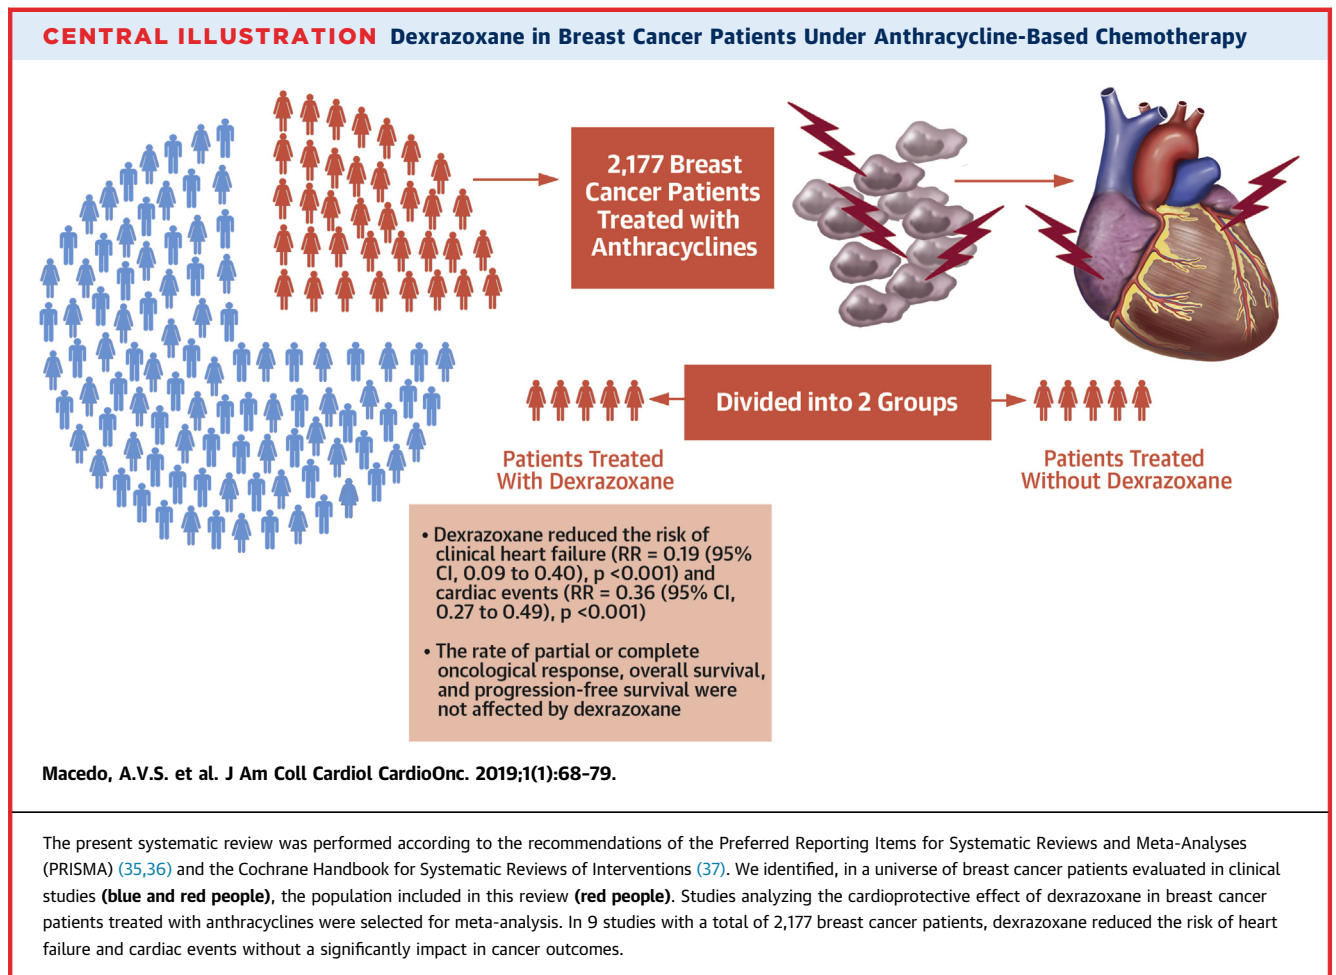 CENTRAL ILLUSTRATION Dexrazoxane in Breast Cancer Patients Under Anthracycline-Based Chemotherapy
2,177 Breast
Cancer Patients
Treated with
Anthracyclines
Divided into 2 Groups
Patients Treated
With Dexrazoxane
Patients Treated
Without Dexrazoxane
• Dexrazoxane reduced the risk of
clinical heart failure (RR = 0.19 (95%
CI, 0.09 to 0.40), p <0.001) and
cardiac events (RR = 0.36 (95% CI,
0.27 to 0.49), p <0.001)
• The rate of partial or complete
oncological response, overall survival,
and progression-free survival were
not affected by dexrazoxane
Macedo, A.V.S. et al. J Am Coll Cardiol CardioOnc. 2019;1(1):68–79.
The present systematic review was performed according to the recommendations of the Preferred Reporting Items for Systematic Reviews and Meta-Analyses
(PRISMA) (35,36) and the Cochrane Handbook for Systematic Reviews of Interventions (37). We identified, in a universe of breast cancer patients evaluated in clinical
studies (blue and red people), the population included in this review (red people). Studies analyzing the cardioprotective effect of dexrazoxane in breast cancer
patients treated with anthracyclines were selected for meta-analysis. In 9 studies with a total of 2,177 breast cancer patients, dexrazoxane reduced the risk of heart
failure and cardiac events without a significantly impact in cancer outcomes.